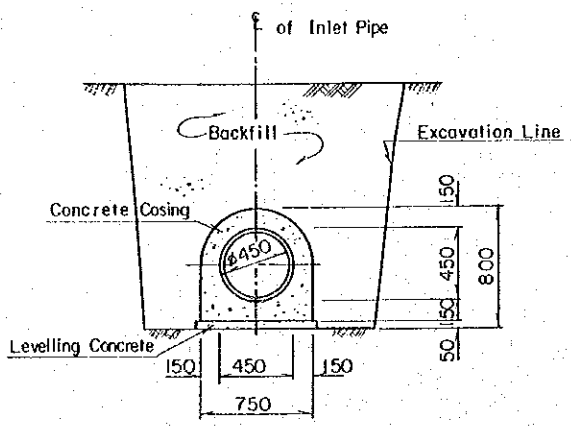 ℄ of Inlet Pipe
Backfill
Excavation Line
Concrete Cosing
ø450
Levelling Concrete
150
450
150
50
800
150 450 150
750